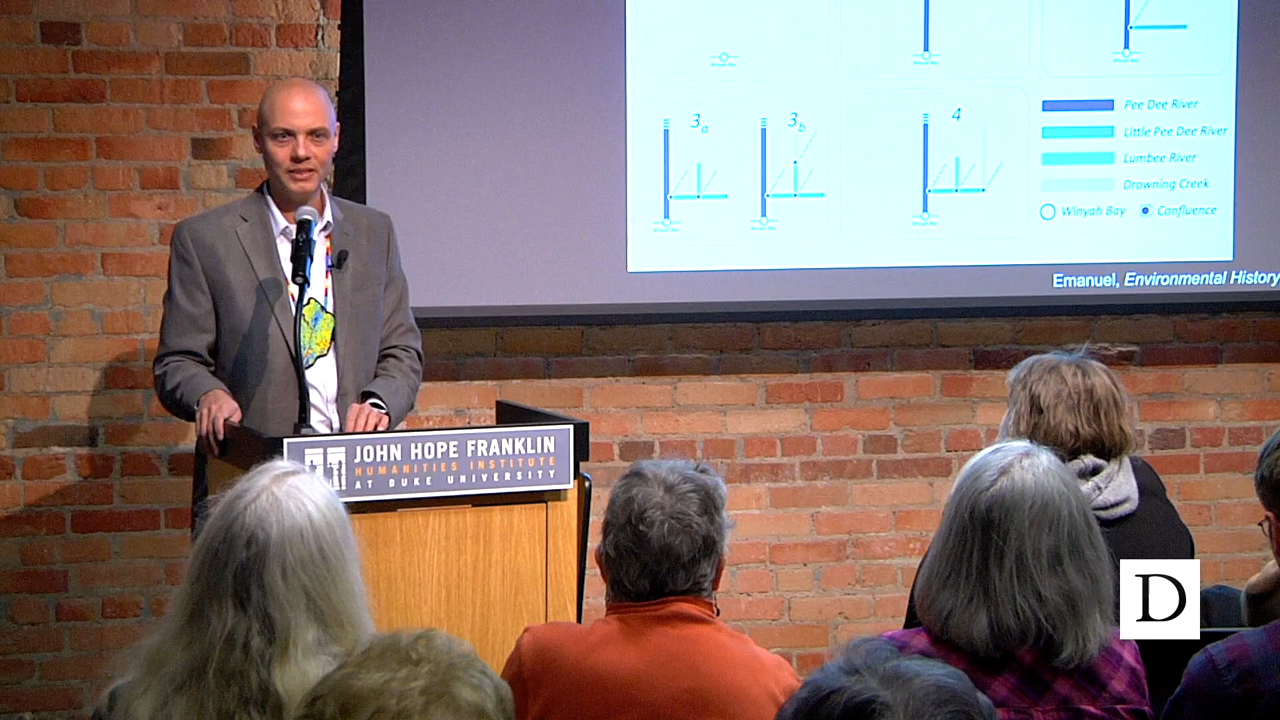 3a
3b
4
Pee Dee River
Little Pee Dee River
Lumbee River
Drowning Creek
Winyah Bay
Confluence
Emanuel, Environmental History
JOHN HOPE FRANKLIN
HUMANITIES INSTITUTE
AT DUKE UNIVERSITY
D